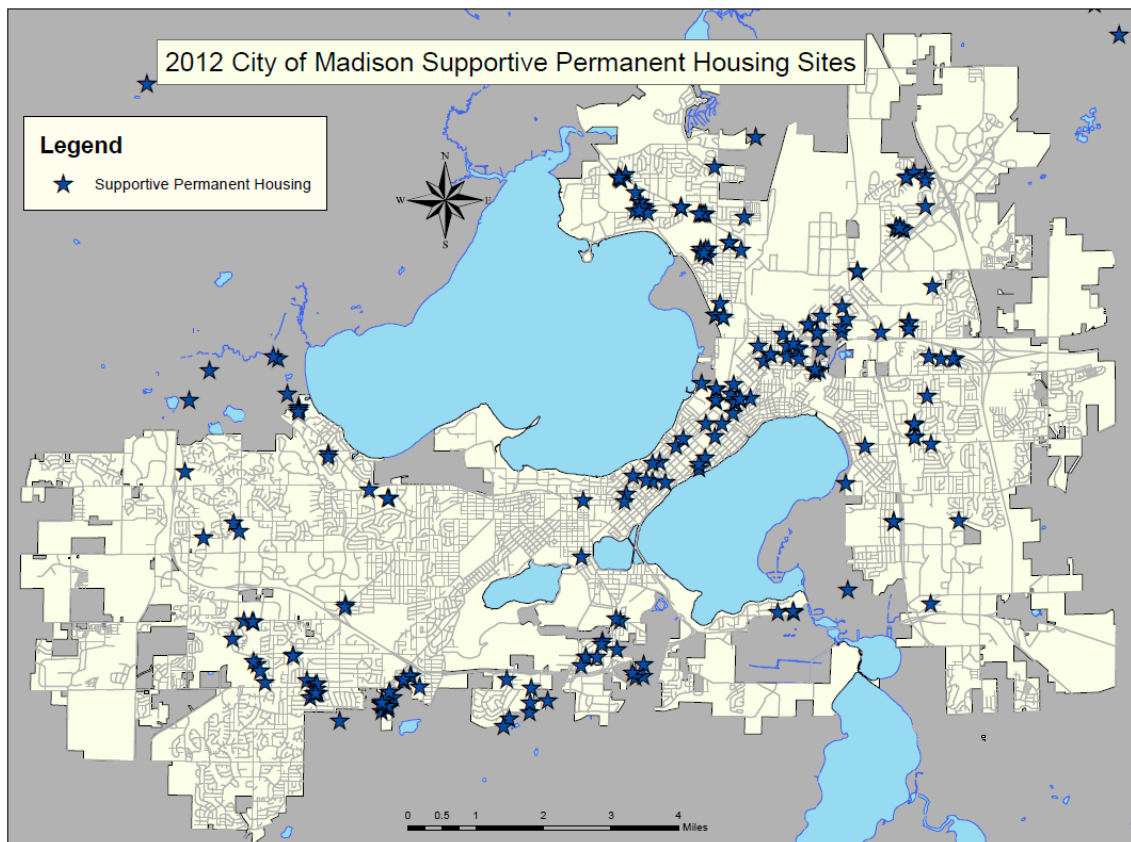 2012 City of Madison Supportive Permanent Housing Sites
Legend
Supportive Permanent Housing
N
W
E
S
0 0.5 1 2 3 4
Miles